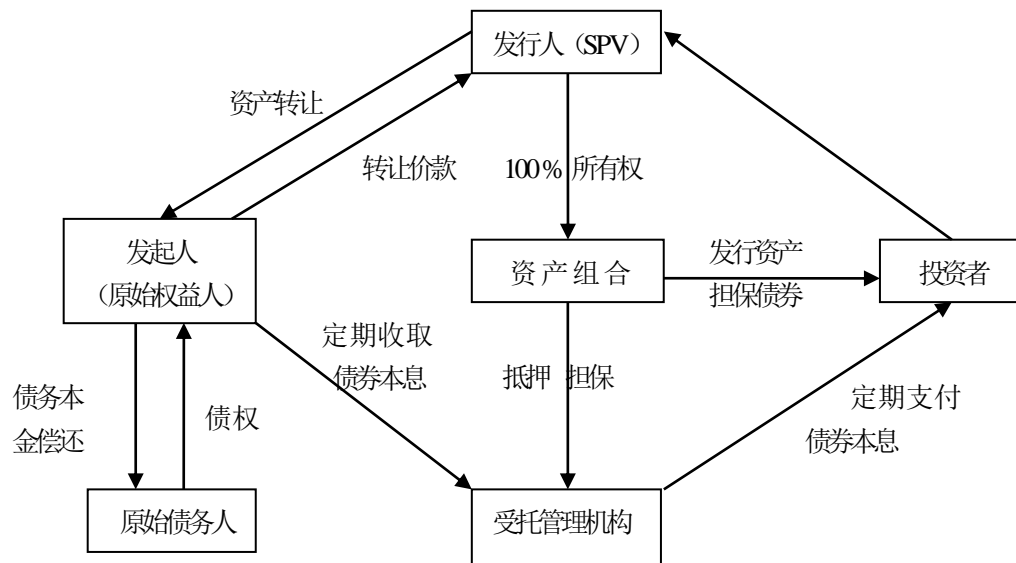 发行人（SPV）
资产转让
转让价款
100% 所有权
发起人
（原始权益人）
资产组合
发行资产
担保债券
投资者
定期收取
债券本息
抵押 担保
定期支付
债券本息
债务本
金偿还
债权
原始债务人
受托管理机构